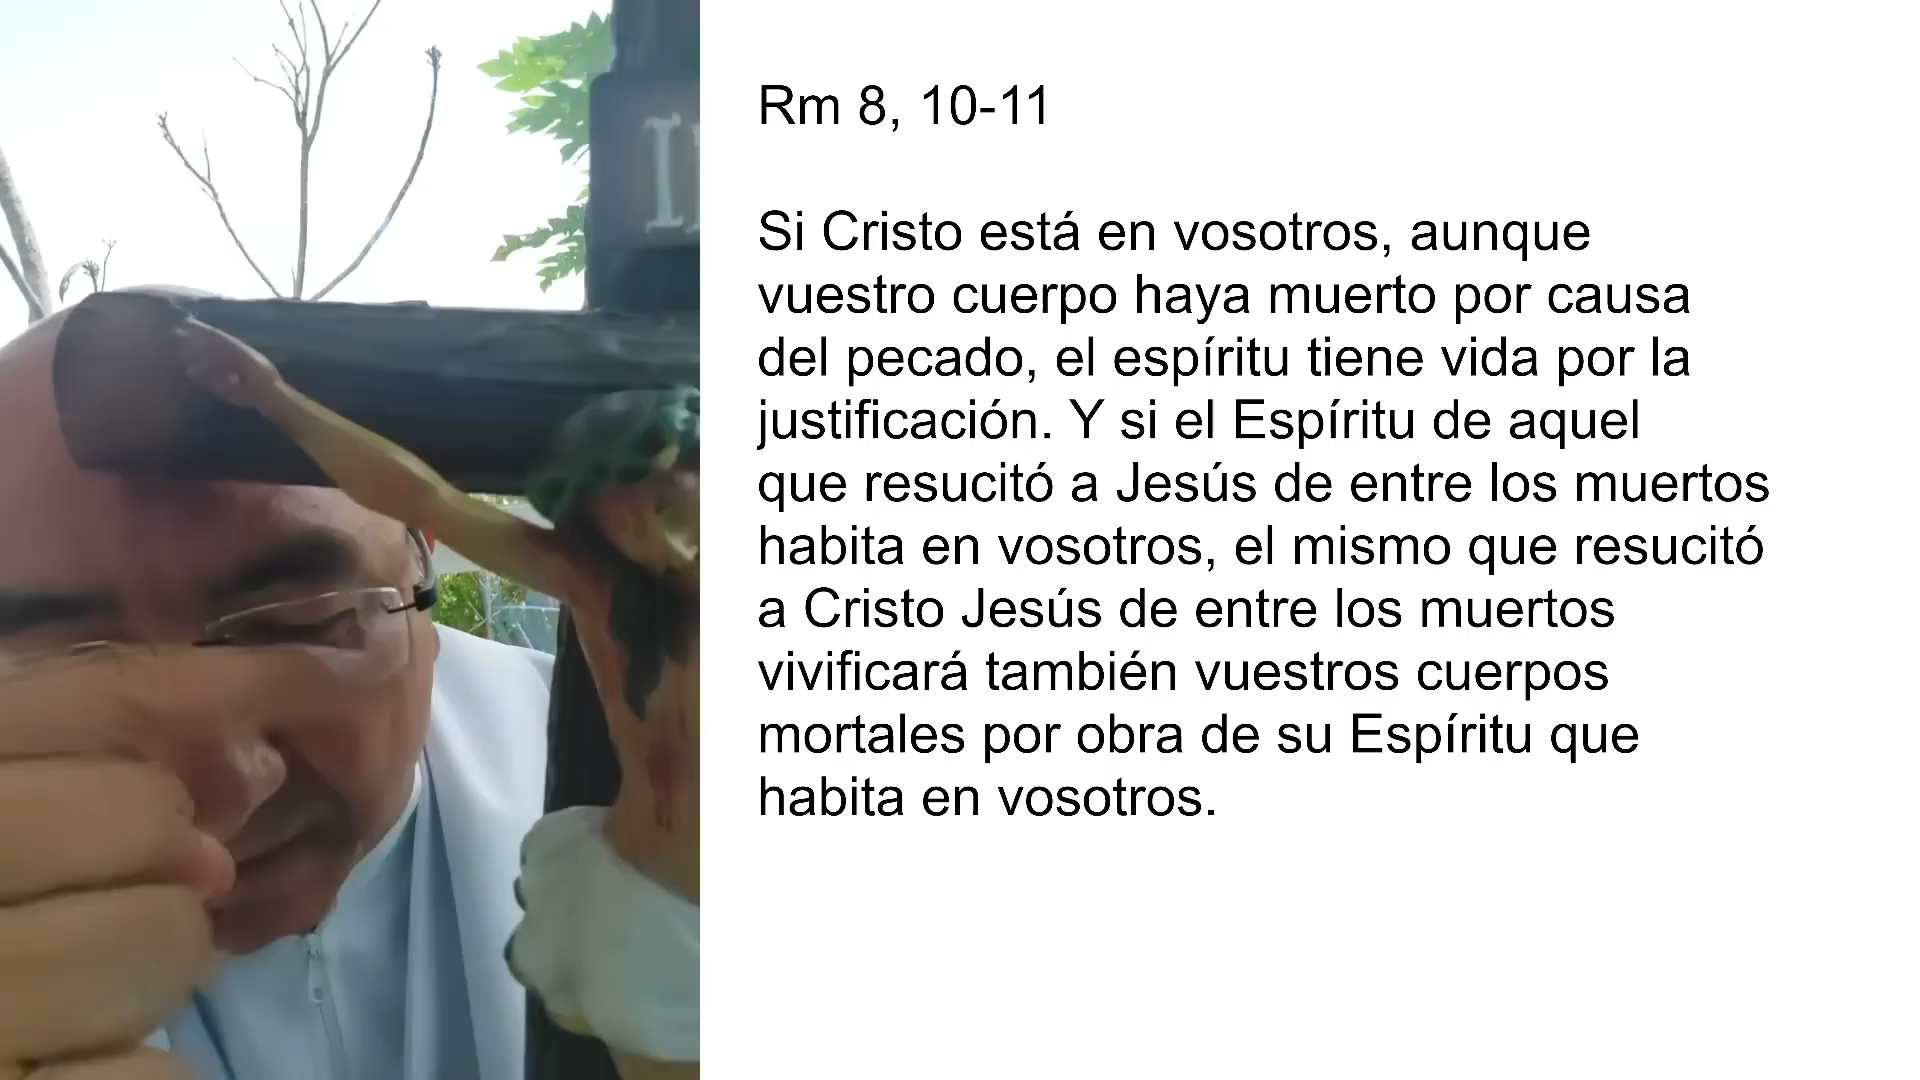 Rm 8, 10-11
Si Cristo está en vosotros, aunque
vuestro cuerpo haya muerto por causa
del pecado, el espíritu tiene vida por la
justificación. Y si el Espíritu de aquel
que resucitó a Jesús de entre los muertos
habita en vosotros, el mismo que resucitó
a Cristo Jesús de entre los muertos
vivificará también vuestros cuerpos
mortales por obra de su Espíritu que
habita en vosotros.